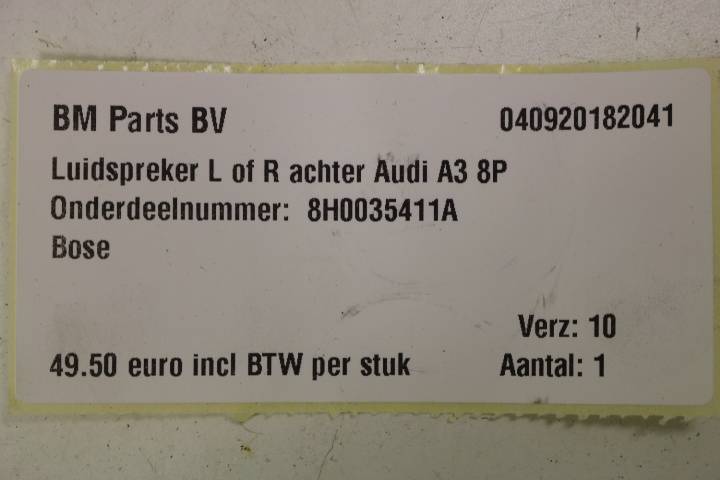 BM Parts BV 040920182041
Luidspreker L of R achter Audi A3 8P
Onderdeelnummer: 8H0035411A
Bose
Verz: 10
49.50 euro incl BTW per stuk Aantal: 1